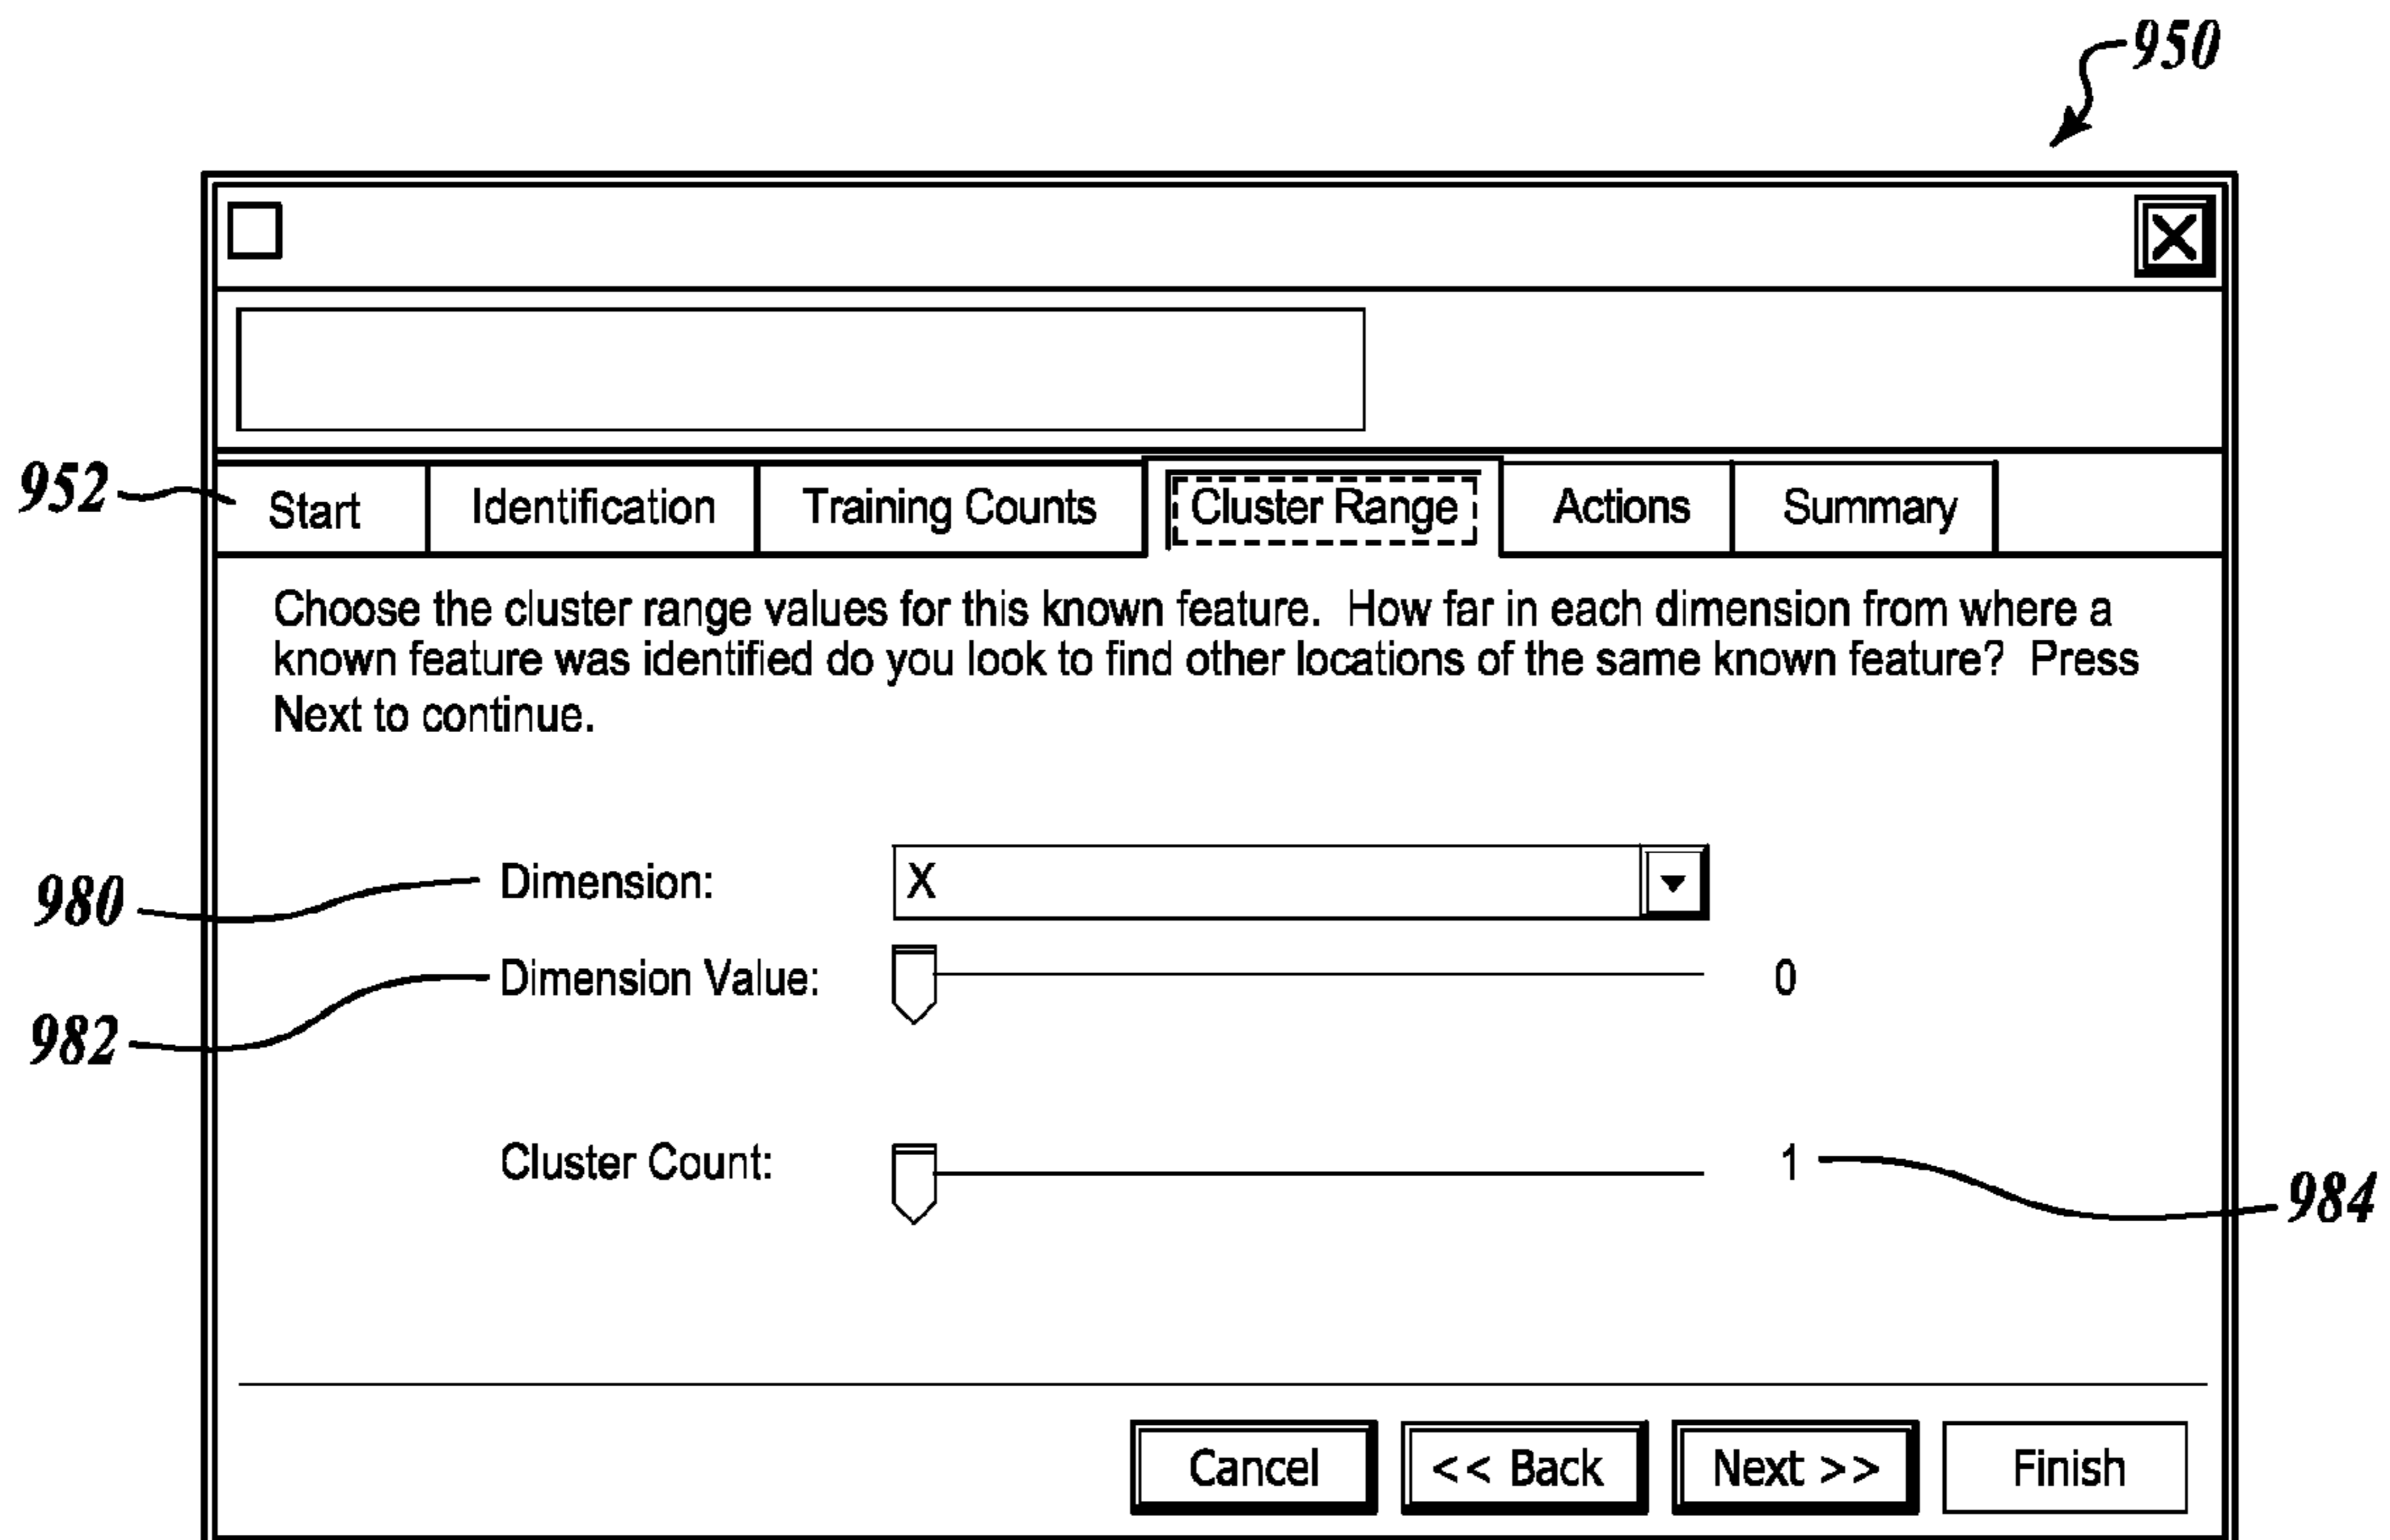 950
952
Start Identification Training Counts Cluster Range Actions Summary
Choose the cluster range values for this known feature. How far in each dimension from where a
known feature was identified do you look to find other locations of the same known feature? Press
Next to continue.
980
Dimension: X
982
Dimension Value: 0
Cluster Count: 1
984
Cancel << Back Next >> Finish